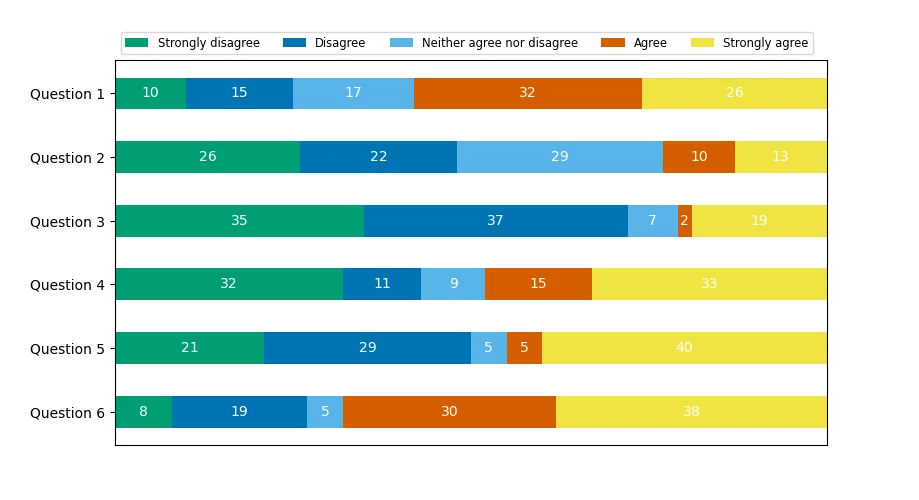 Strongly disagree Disagree Neither agree nor disagree Agree Strongly agree
Question 1 10 15 17 32 26
Question 2 26 22 29 10 13
Question 3 35 37 7 2 19
Question 4 32 11 9 15 33
Question 5 21 29 5 5 40
Question 6 8 19 5 30 38